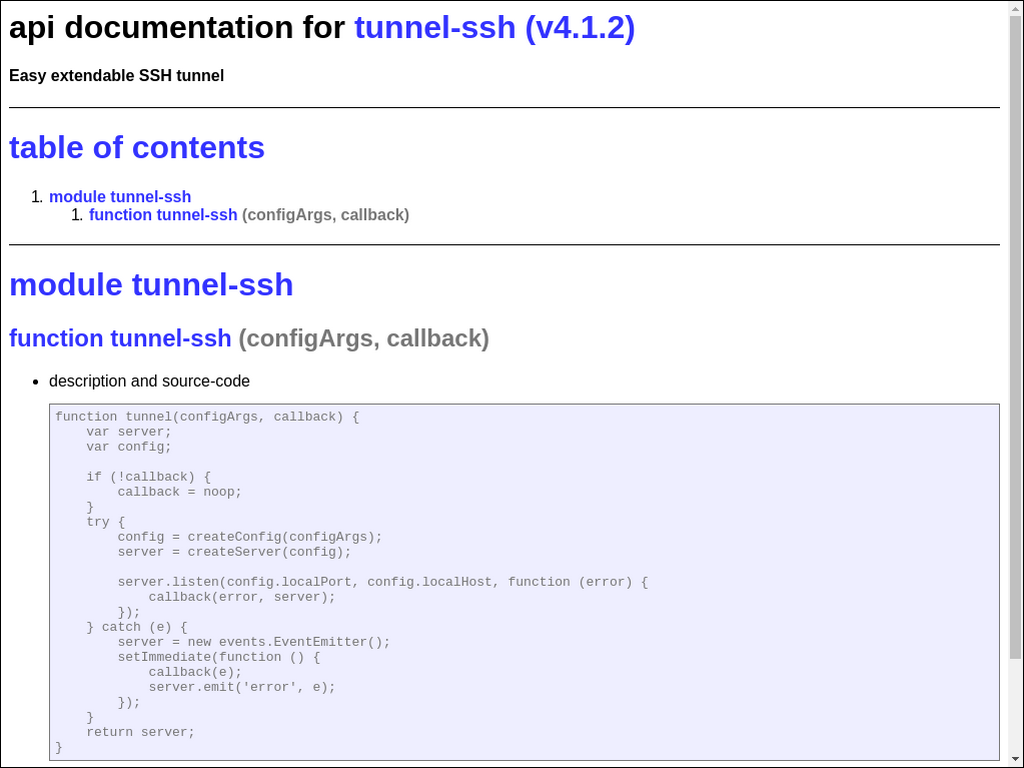 api documentation for tunnel-ssh (v4.1.2)
Easy extendable SSH tunnel
table of contents
1. module tunnel-ssh
1. function tunnel-ssh (configArgs, callback)
module tunnel-ssh
function tunnel-ssh (configArgs, callback)
• description and source-code
function tunnel(configArgs, callback) {
    var server;
    var config;

    if (!callback) {
        callback = noop;
    }
    try {
        config = createConfig(configArgs);
        server = createServer(config);

        server.listen(config.localPort, config.localHost, function (error) {
            callback(error, server);
        });
    } catch (e) {
        server = new events.EventEmitter();
        setImmediate(function () {
            callback(e);
            server.emit('error', e);
        });
    }
    return server;
}